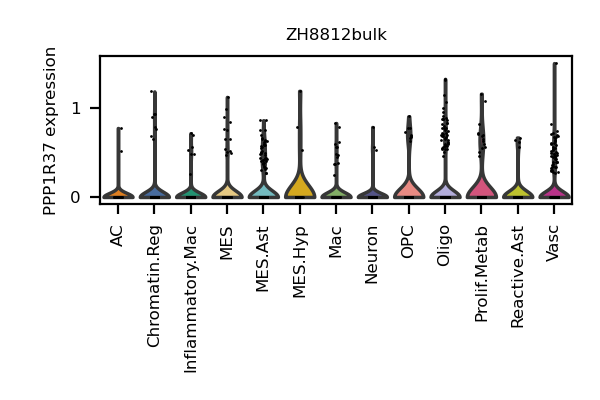 ZH8812bulk
PPP1R37 expression
1
0
AC
Chromatin.Reg
Inflammatory.Mac
MES
MES.Ast
MES.Hyp
Mac
Neuron
OPC
Oligo
Prolif.Metab
Reactive.Ast
Vasc